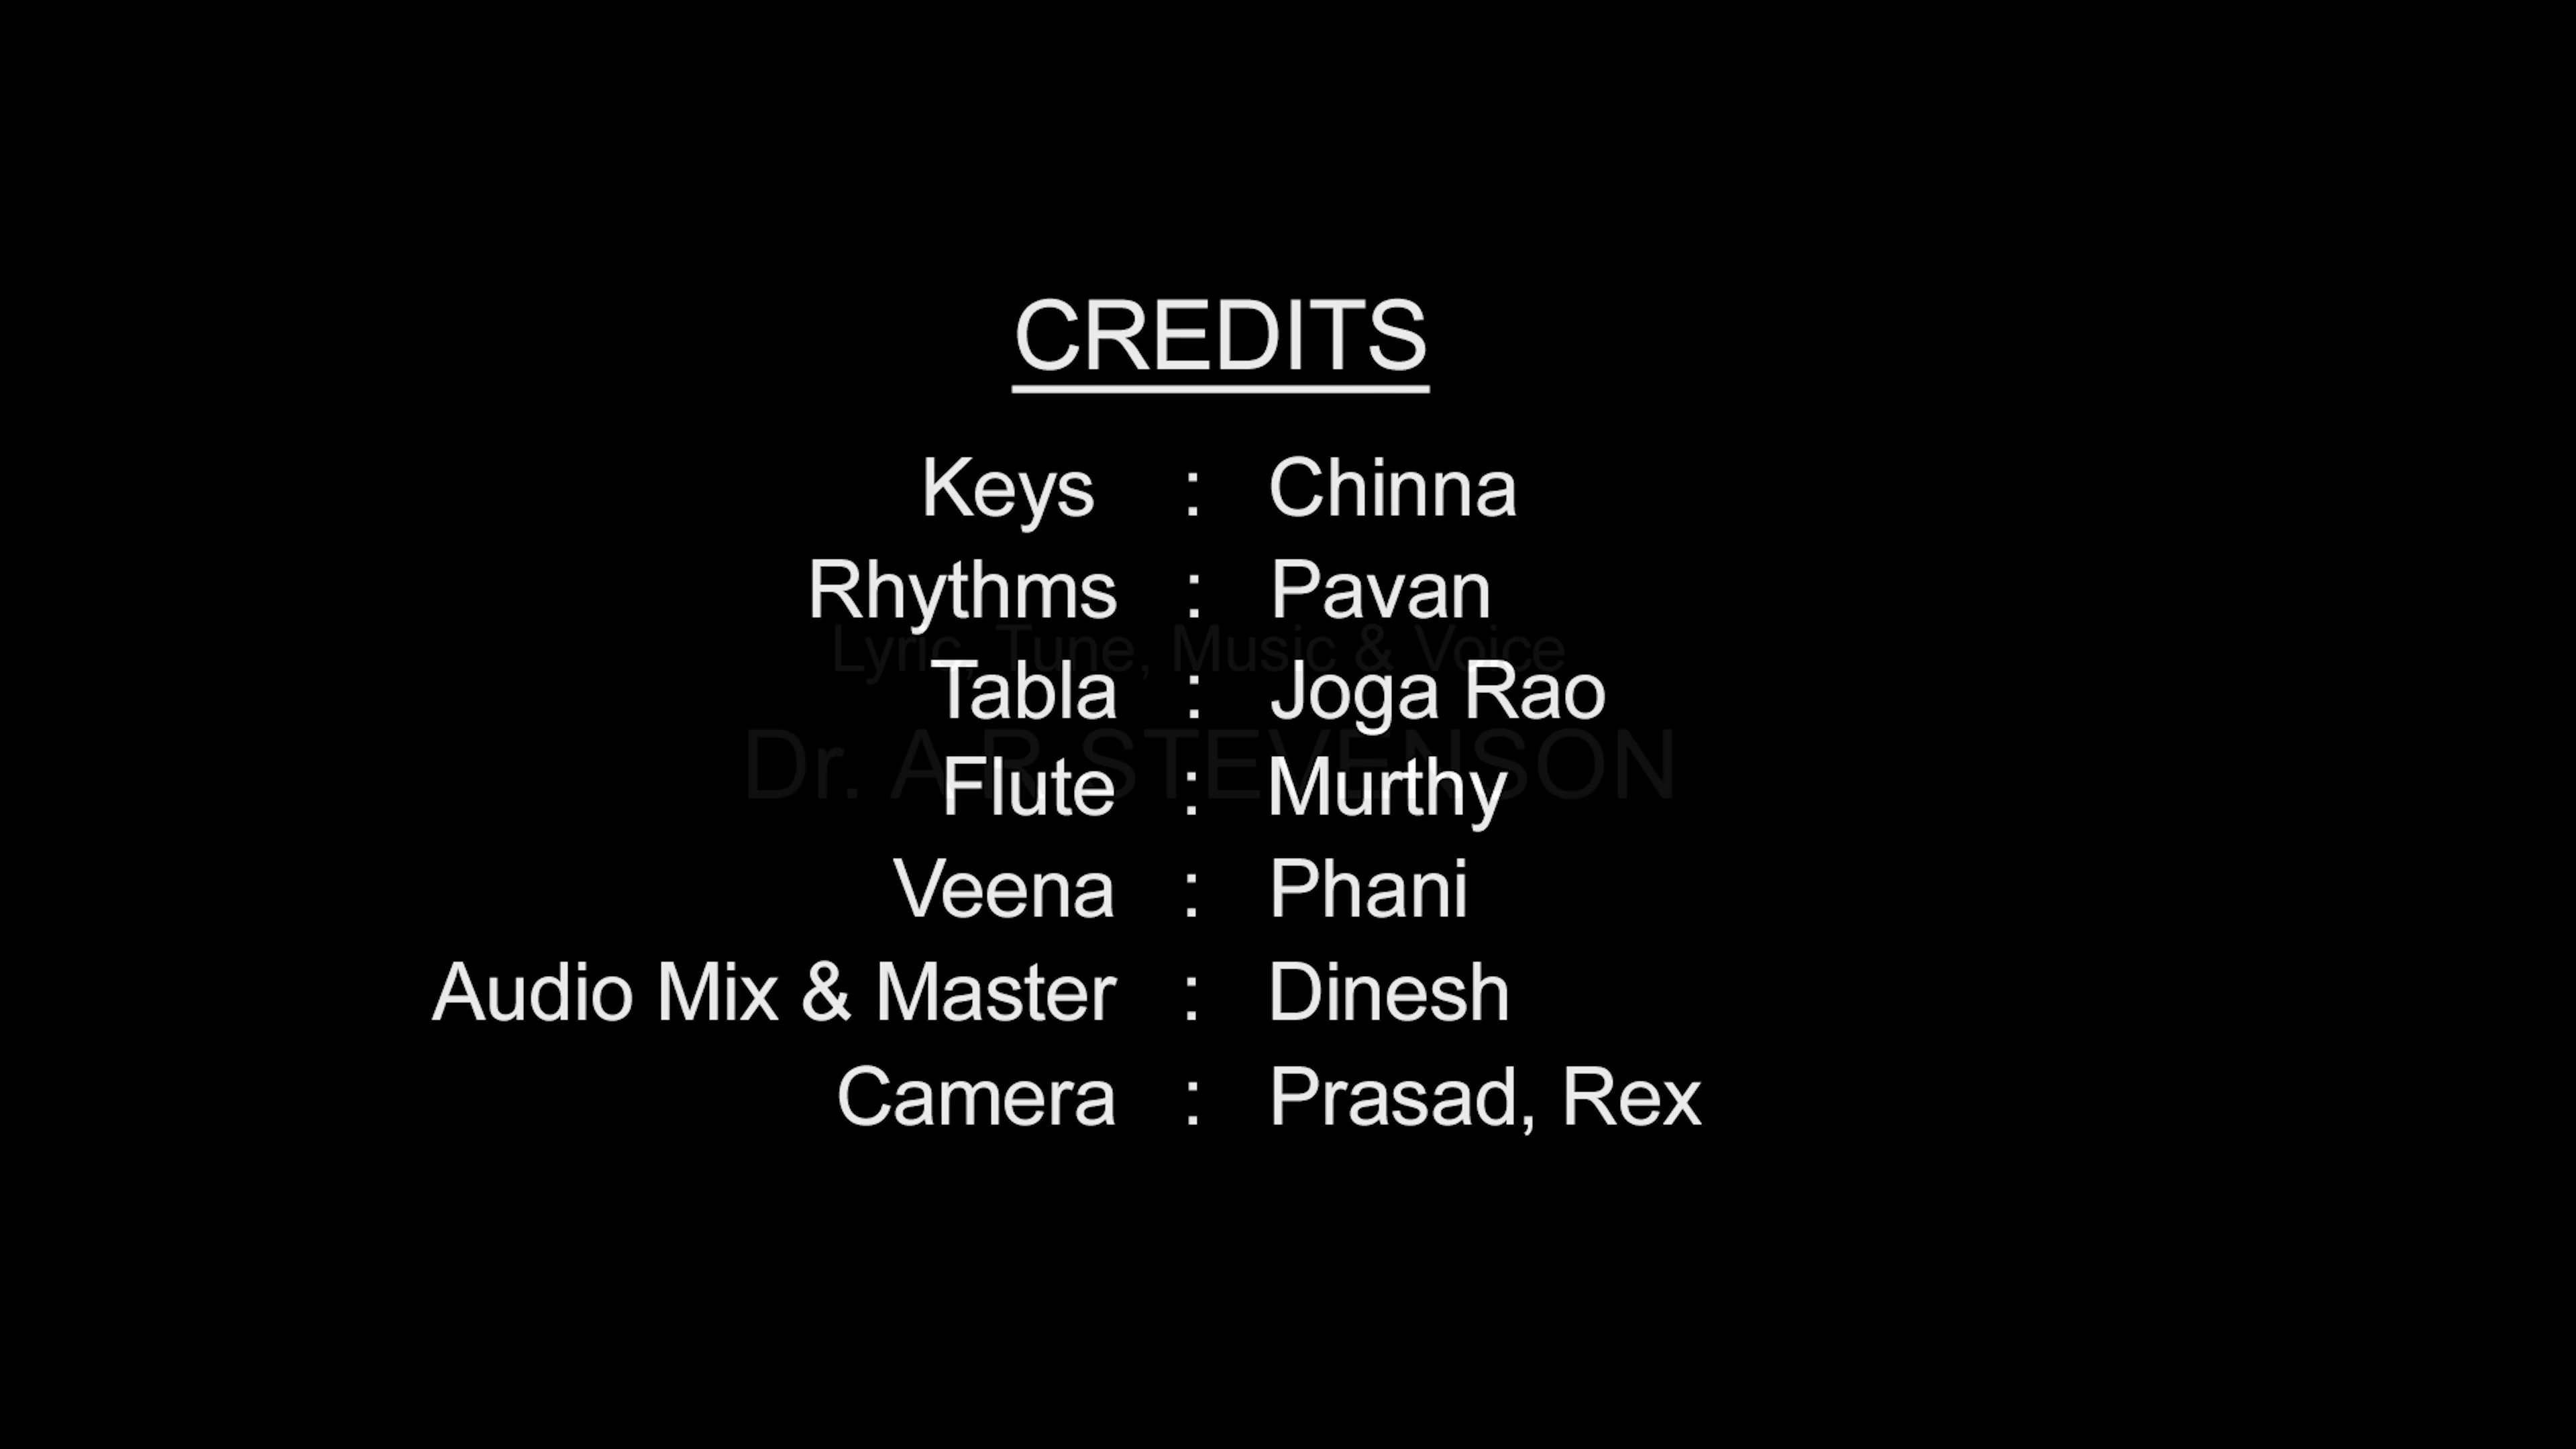 CREDITS
Keys : Chinna
Rhythms : Pavan
Lyric, Tune, Music & Voice
Tabla : Joga Rao
Dr. A R STEVENSON
Flute : Murthy
Veena : Phani
Audio Mix & Master : Dinesh
Camera : Prasad, Rex